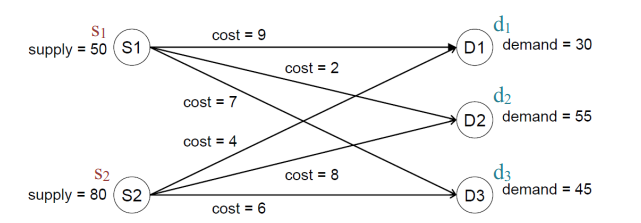 s1
d1
supply = 50
S1
cost = 9
D1
demand = 30
cost = 2
d2
cost = 7
D2
demand = 55
cost = 4
s2
cost = 8
d3
supply = 80
S2
D3
demand = 45
cost = 6